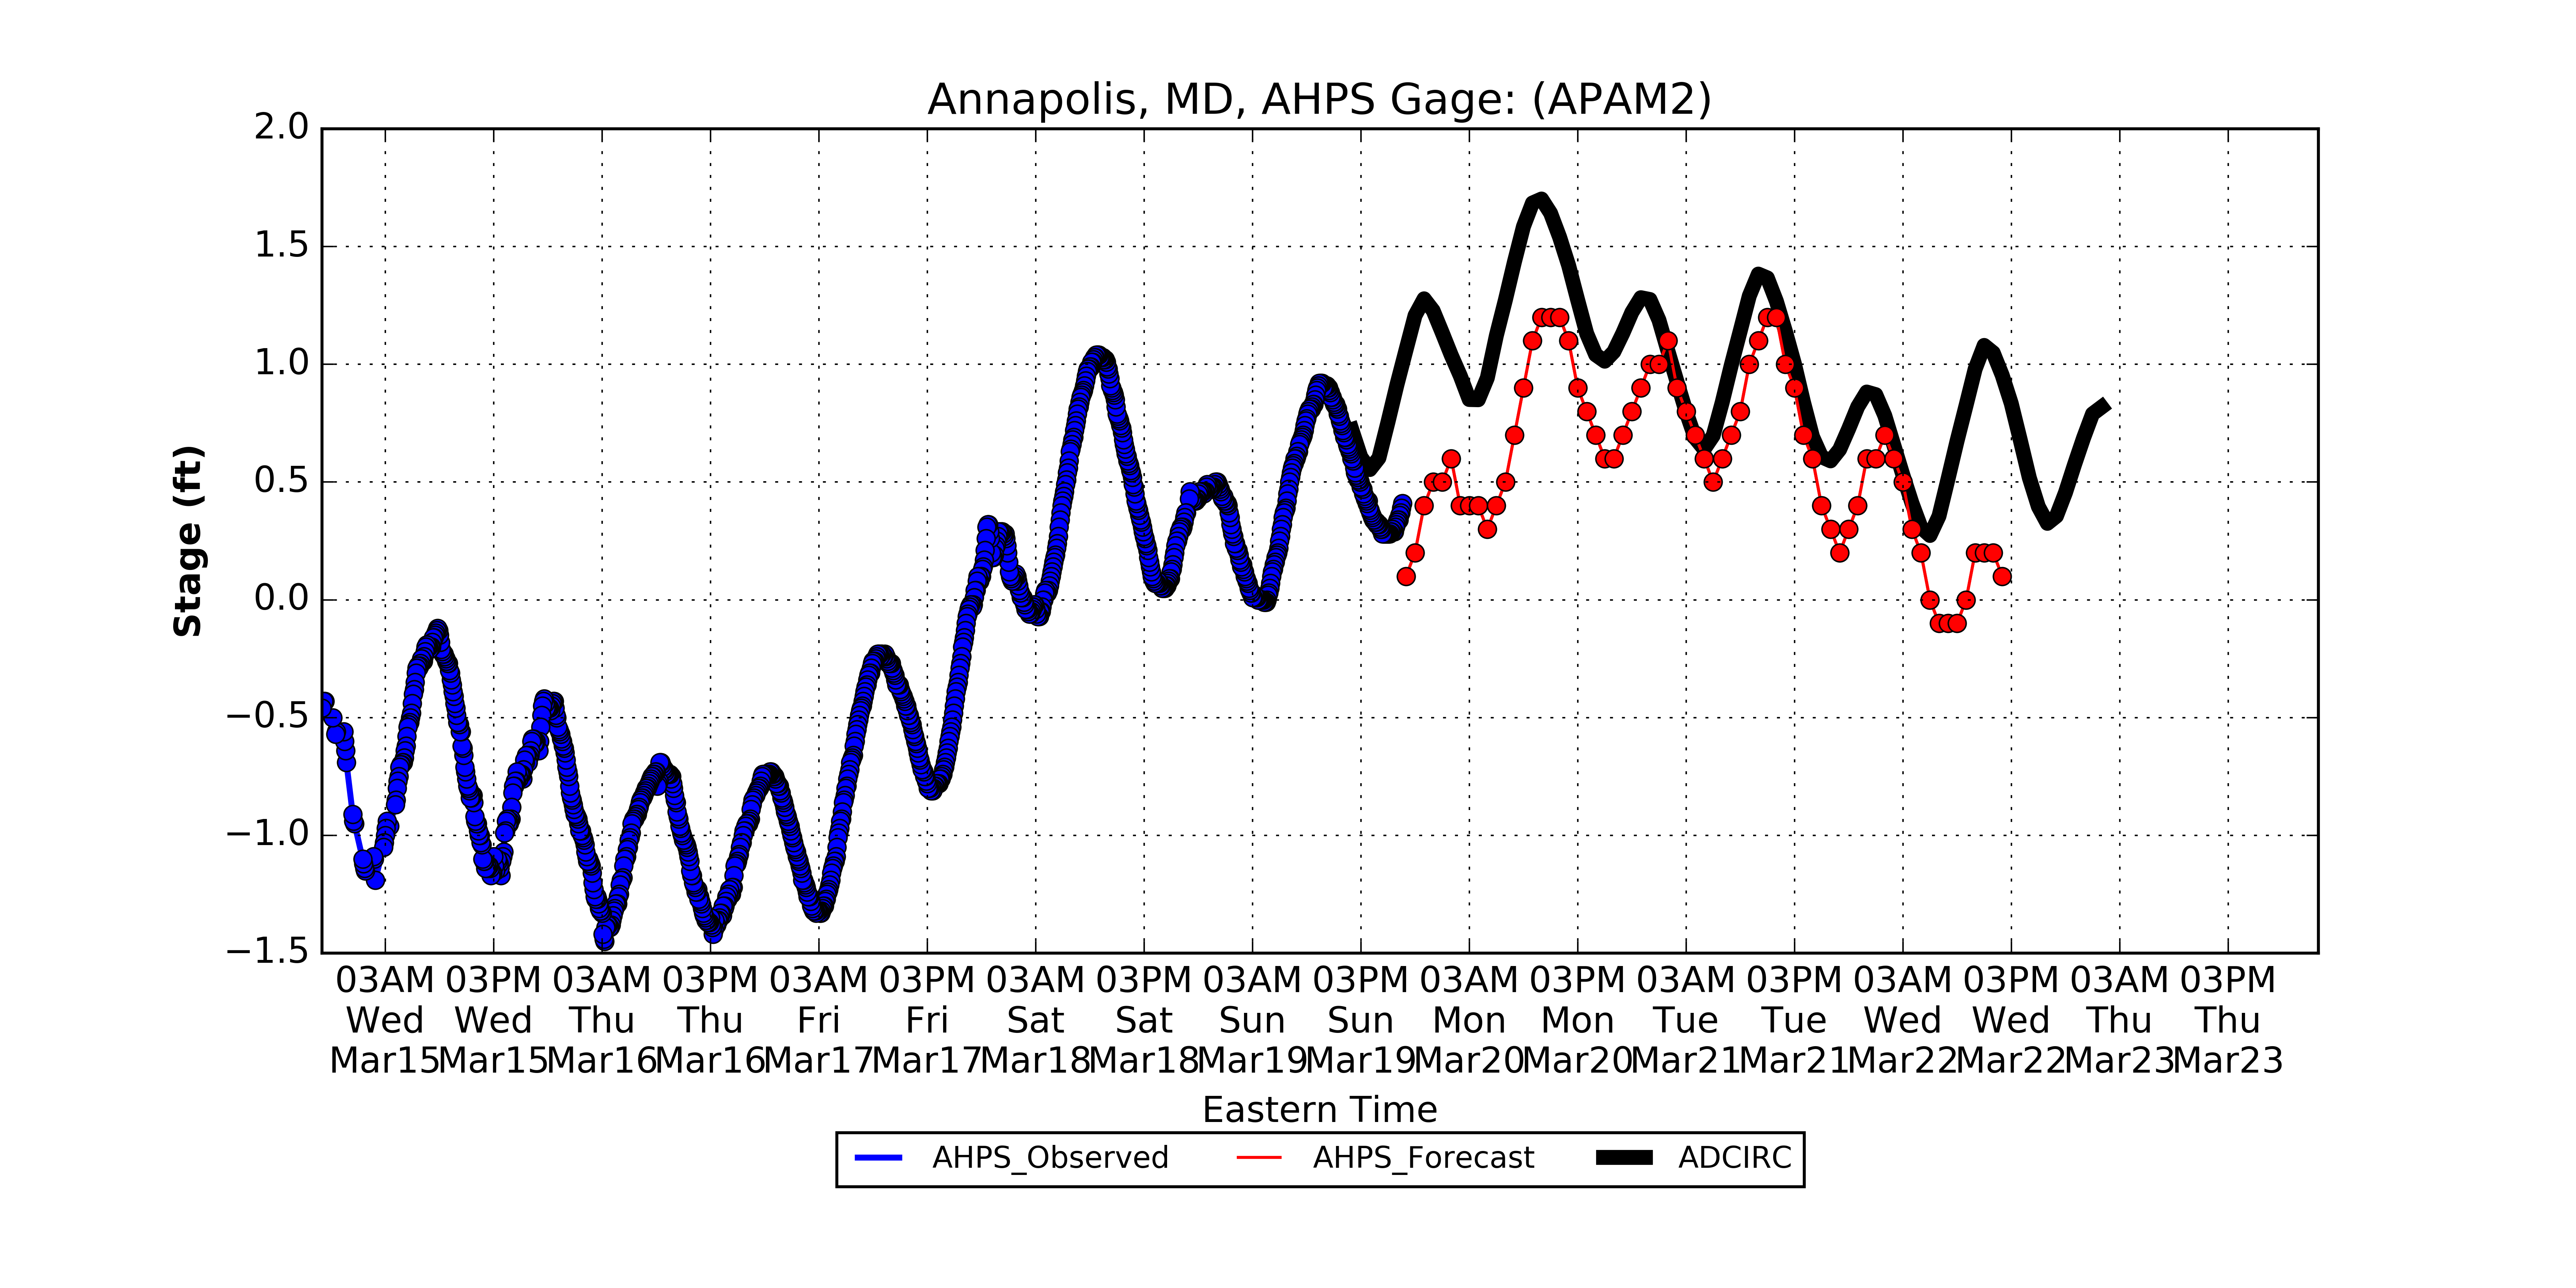 Annapolis, MD, AHPS Gage: (APAM2)
2.0
1.5
1.0
0.5
0.0
−0.5
−1.0
−1.5
Stage (ft)
03AM 03PM 03AM 03PM 03AM 03PM 03AM 03PM 03AM 03PM 03AM 03PM 03AM 03PM 03AM 03PM 03AM 03PM
Wed Wed Thu Thu Fri Fri Sat Sat Sun Sun Mon Mon Tue Tue Wed Wed Thu Thu
Mar15 Mar15 Mar16 Mar16 Mar17 Mar17 Mar18 Mar18 Mar19 Mar19 Mar20 Mar20 Mar21 Mar21 Mar22 Mar22 Mar23 Mar23
Eastern Time
AHPS_Observed AHPS_Forecast ADCIRC